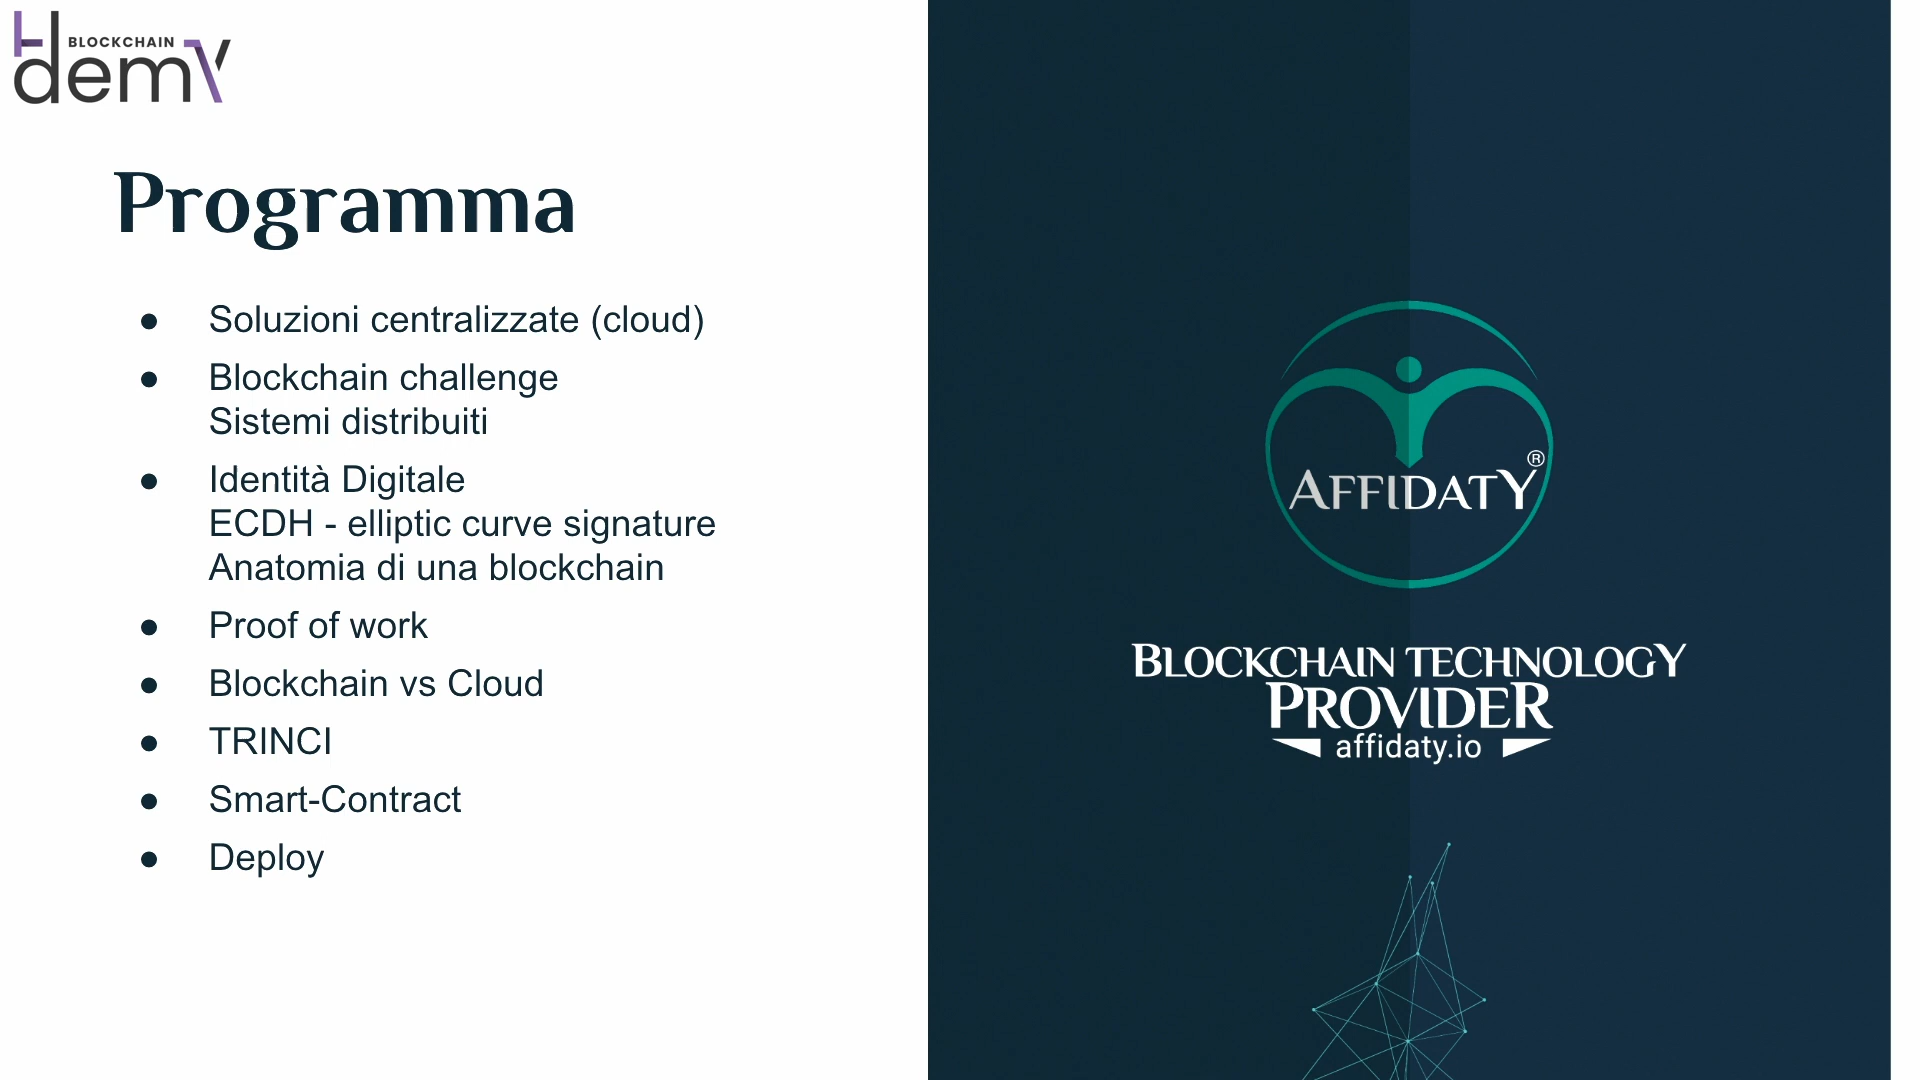 BLOCKCHAIN
demy
Programma
● Soluzioni centralizzate (cloud)
● Blockchain challenge
Sistemi distribuiti
● Identità Digitale
ECDH - elliptic curve signature
Anatomia di una blockchain
● Proof of work
● Blockchain vs Cloud
● TRINCI
● Smart-Contract
● Deploy
AFFIDATY®
BLOCKCHAIN TECHNOLOGY
PROVIDER
affidaty.io